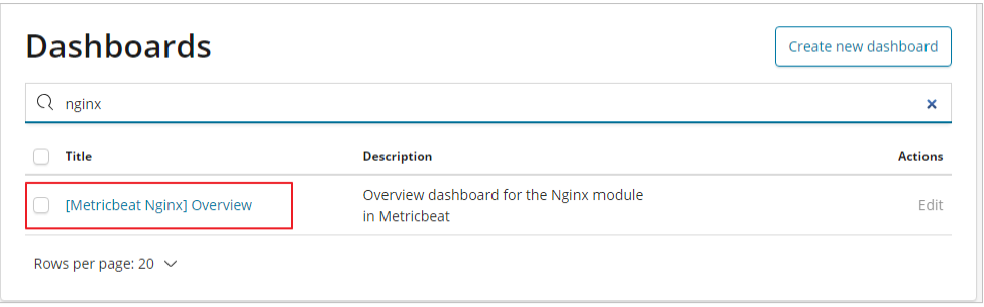 Dashboards
Create new dashboard
nginx
Title Description Actions
[Metricbeat Nginx] Overview
Overview dashboard for the Nginx module
in Metricbeat
Edit
Rows per page: 20